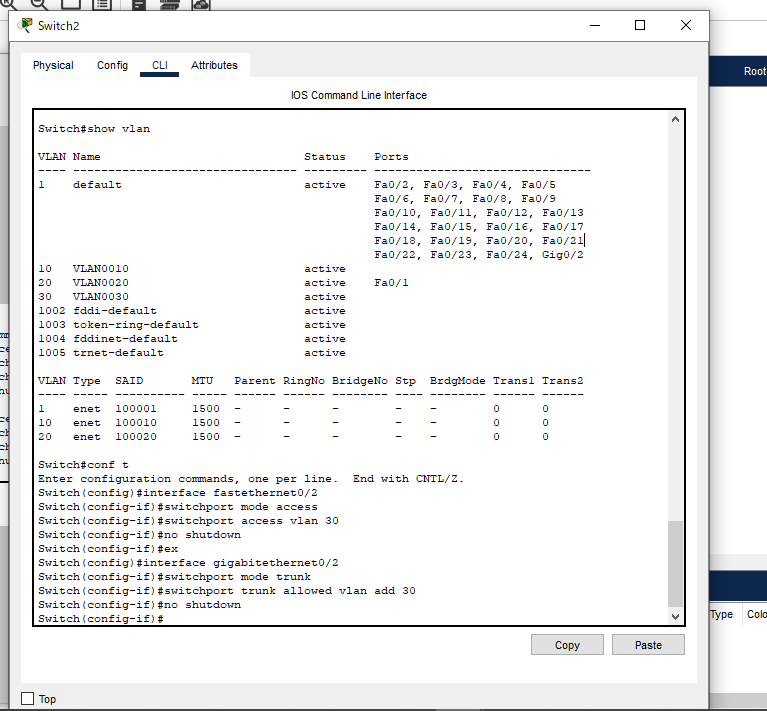 Switch2
Physical Config CLI Attributes
Root
IOS Command Line Interface
Switch#show vlan
VLAN Name                             Status    Ports
---- -------------------------------- --------- -------------------------------
1    default                          active    Fa0/2, Fa0/3, Fa0/4, Fa0/5
                                                Fa0/6, Fa0/7, Fa0/8, Fa0/9
                                                Fa0/10, Fa0/11, Fa0/12, Fa0/13
                                                Fa0/14, Fa0/15, Fa0/16, Fa0/17
                                                Fa0/18, Fa0/19, Fa0/20, Fa0/21
                                                Fa0/22, Fa0/23, Fa0/24, Gig0/2
10   VLAN0010                         active
20   VLAN0020                         active    Fa0/1
30   VLAN0030                         active
1002 fddi-default                     active
1003 token-ring-default               active
1004 fddinet-default                  active
1005 trnet-default                    active
VLAN Type  SAID       MTU   Parent RingNo BridgeNo Stp  BrdgMode Trans1 Trans2
---- ----- ---------- ----- ------ ------ -------- ---- -------- ------ ------
1    enet  100001     1500  -      -      -        -    -        0      0
10   enet  100010     1500  -      -      -        -    -        0      0
20   enet  100020     1500  -      -      -        -    -        0      0
Switch#conf t
Enter configuration commands, one per line.  End with CNTL/Z.
Switch(config)#interface fastethernet0/2
Switch(config-if)#switchport mode access
Switch(config-if)#switchport access vlan 30
Switch(config-if)#no shutdown
Switch(config-if)#ex
Switch(config)#interface gigabitethernet0/2
Switch(config-if)#switchport mode trunk
Switch(config-if)#switchport trunk allowed vlan add 30
Switch(config-if)#no shutdown
Switch(config-if)#
Type
Copy Paste
Top